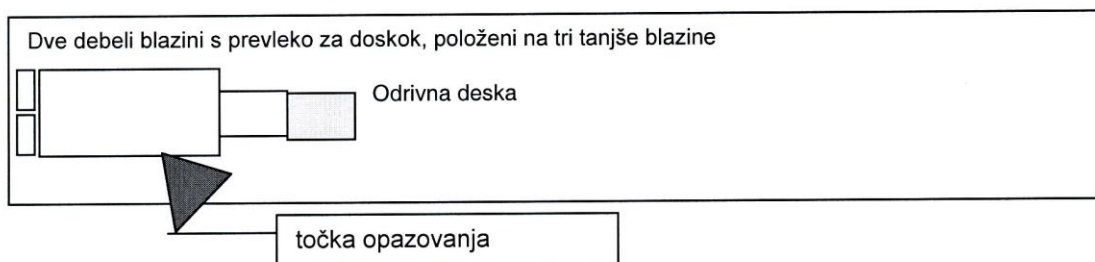 Dve debeli blazini s prevleko za doskok, položeni na tri tanjše blazine
Odrivna deska
točka opazovanja